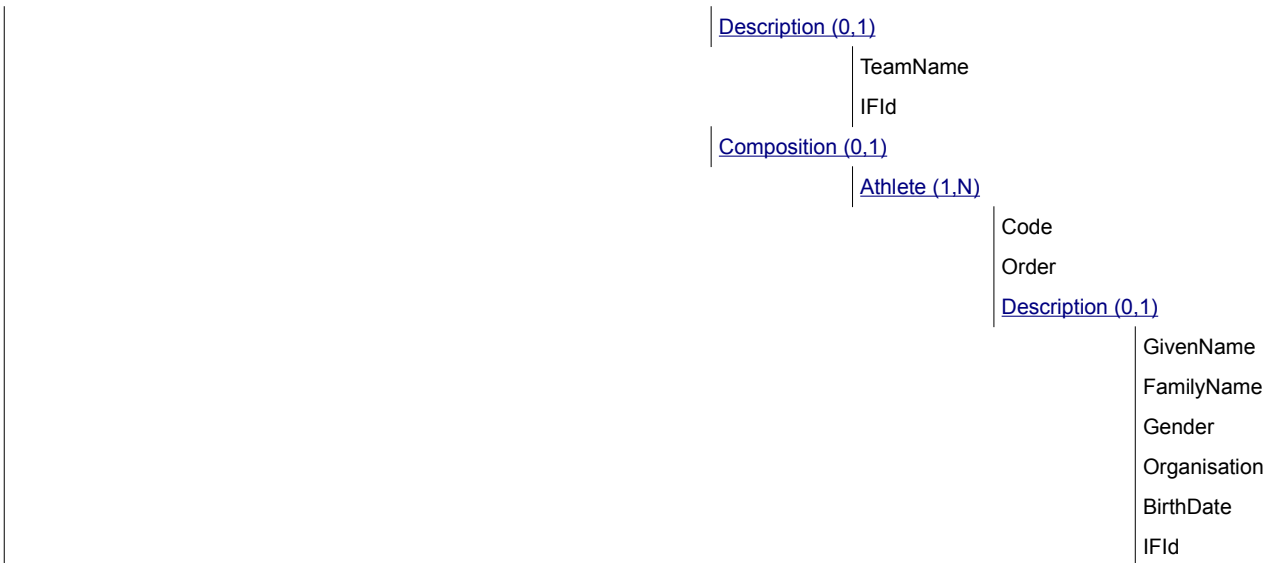 Description (0,1)
TeamName
IFId
Composition (0,1)
Athlete (1,N)
Code
Order
Description (0,1)
GivenName
FamilyName
Gender
Organisation
BirthDate
IFId